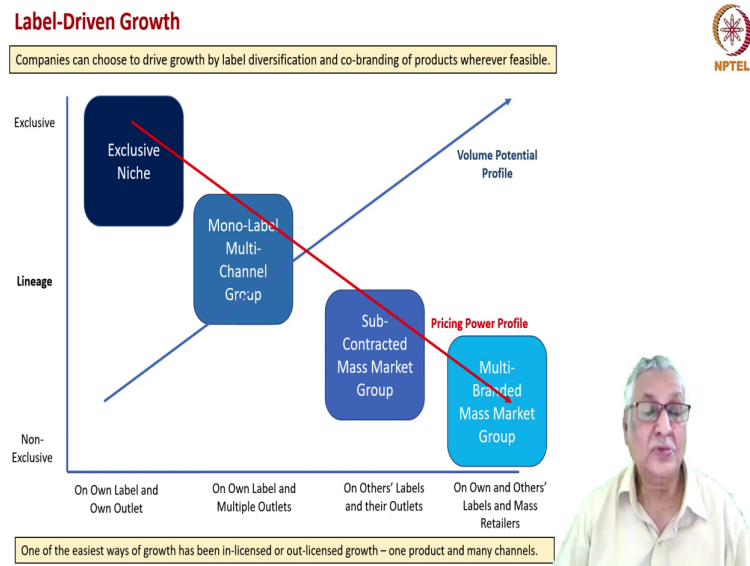 Label-Driven Growth
NPTEL
Companies can choose to drive growth by label diversification and co-branding of products wherever feasible.
Exclusive
Lineage
Non-
Exclusive
Exclusive
Niche
Mono-Label
Multi-
Channel
Group
Sub-
Contracted
Mass Market
Group
Multi-
Branded
Mass Market
Group
Volume Potential
Profile
Pricing Power Profile
On Own Label and
Own Outlet
On Own Label and
Multiple Outlets
On Others' Labels
and their Outlets
On Own and Others'
Labels and Mass
Retailers
One of the easiest ways of growth has been in-licensed or out-licensed growth – one product and many channels.